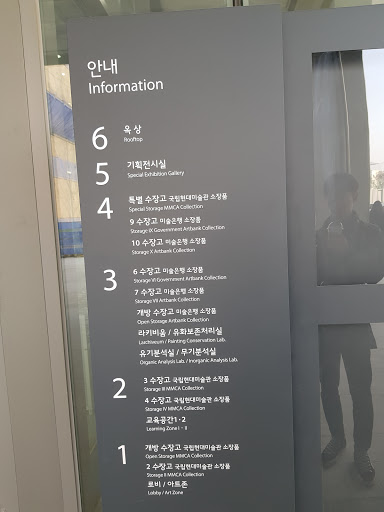 안내
Information
6 옥상
Rooftop
5 기획전시실
Special Exhibition Gallery
4 특별 수장고 국립현대미술관 소장품
Special Storage MMCA Collection
9 수장고 미술은행 소장품
Storage IX Government Artbank Collection
10 수장고 미술은행 소장품
Storage X Artbank Collection
3 6 수장고 미술은행 소장품
Storage VI Government Artbank Collection
7 수장고 미술은행 소장품
Storage VII Artbank Collection
개방 수장고 미술은행 소장품
Open Storage Artbank Collection
라키비움 / 유화보존처리실
Larchiveum / Painting Conservation Lab.
유기분석실 / 무기분석실
Organic Analysis Lab. / Inorganic Analysis Lab.
2 3 수장고 국립현대미술관 소장품
Storage III MMCA Collection
4 수장고 국립현대미술관 소장품
Storage IV MMCA Collection
교육공간1·2
Learning Zone I · II
1 개방 수장고 국립현대미술관 소장품
Open Storage MMCA Collection
2 수장고 국립현대미술관 소장품
Storage II MMCA Collection
로비 / 아트존
Lobby / Art Zone